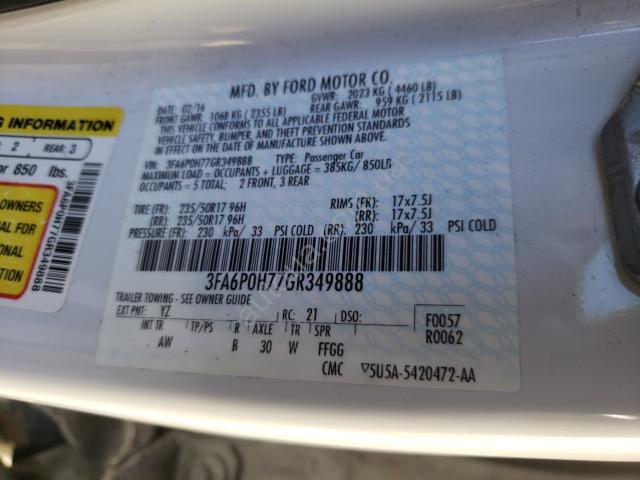 G INFORMATION
2 REAR: 3
or 850 lbs.
OWNERS
AL FOR
IONAL
3FA6P0H77GR349888
MFD. BY FORD MOTOR CO.
DATE: 02/16 GVWR: 2023 KG ( 4460 LB)
FRONT GAWR: 1068 KG ( 2355 LB) REAR GAWR: 959 KG ( 2115 LB)
THIS VEHICLE CONFORMS TO ALL APPLICABLE FEDERAL MOTOR
VEHICLE SAFETY, BUMPER, AND THEFT PREVENTION STANDARDS IN
EFFECT ON THE DATE OF MANUFACTURE SHOWN ABOVE.
VIN: 3FA6P0H77GR349888 TYPE: Passenger Car
MAXIMUM LOAD = OCCUPANTS + LUGGAGE = 385KG/850LB
OCCUPANTS = 5 TOTAL: 2 FRONT, 3 REAR
TIRE (FR): 235/50R17 96H RIMS (FR): 17x7.5J
(RR): 235/50R17 96H (RR): 17x7.5J
PRESSURE (FR): 230 kPa/ 33 PSI COLD (RR): 230 kPa/ 33 PSI COLD
3FA6P0H77GR349888
TRAILER TOWING - SEE OWNER GUIDE
EXT PNT: YZ RC: 21 DSO: F0057
INT TR TP/PS R AXLE TR SPR R0062
AW B 30 W FFGG
CMC 5U5A-5420472-AA